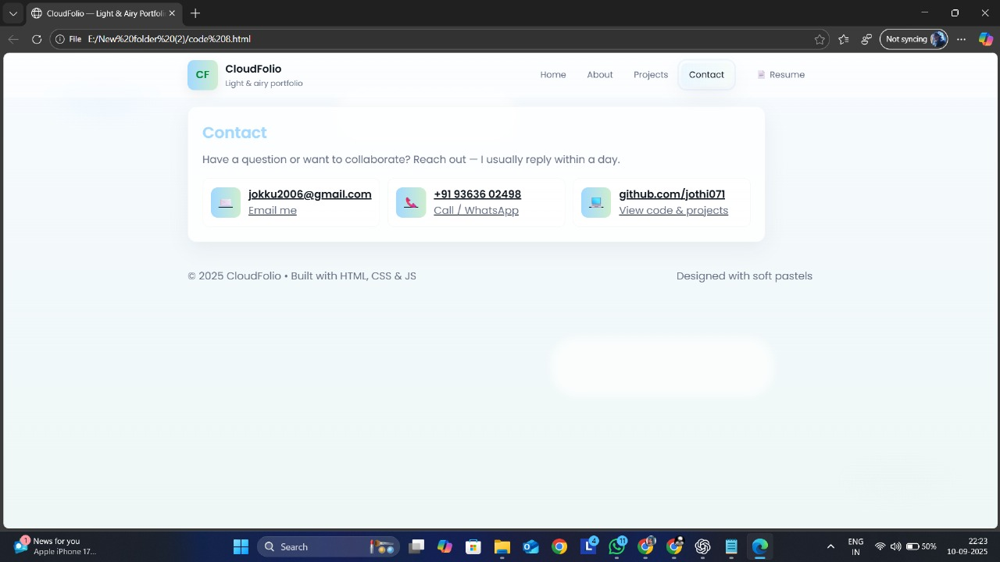 CloudFolio — Light & Airy Portfoli
File E:/New%20folder%20(2)/code%208.html
Not syncing
CF
CloudFolio
Light & airy portfolio
Home
About
Projects
Contact
Resume
Contact
Have a question or want to collaborate? Reach out — I usually reply within a day.
jokku2006@gmail.com
Email me
+91 93636 02498
Call / WhatsApp
github.com/jothi071
View code & projects
© 2025 CloudFolio • Built with HTML, CSS & JS
Designed with soft pastels
1
News for you
Apple iPhone 17...
Search
L
4
11
ENG
IN
50%
22:23
10-09-2025